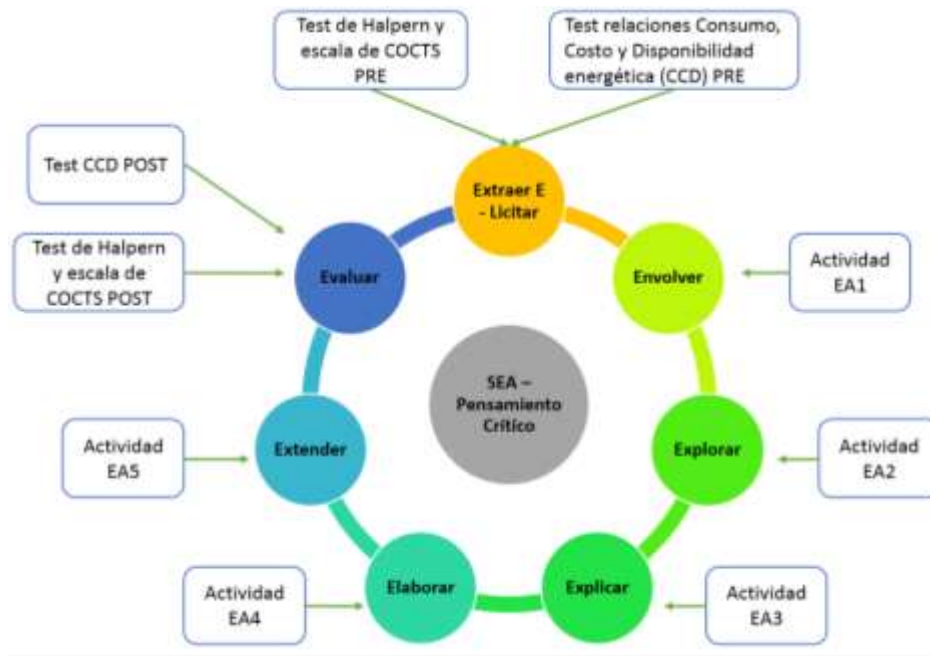 Test de Halpern y
escala de COCTS
PRE
Test relaciones Consumo,
Costo y Disponibilidad
energética (CCD) PRE
Test CCD POST
Test de Halpern
y escala de
COCTS POST
Extraer E
- Licitar
Evaluar
Envolver
Actividad
EA1
SEA –
Pensamiento
Crítico
Actividad
EA5
Extender
Explorar
Actividad
EA2
Actividad
EA4
Elaborar
Explicar
Actividad
EA3